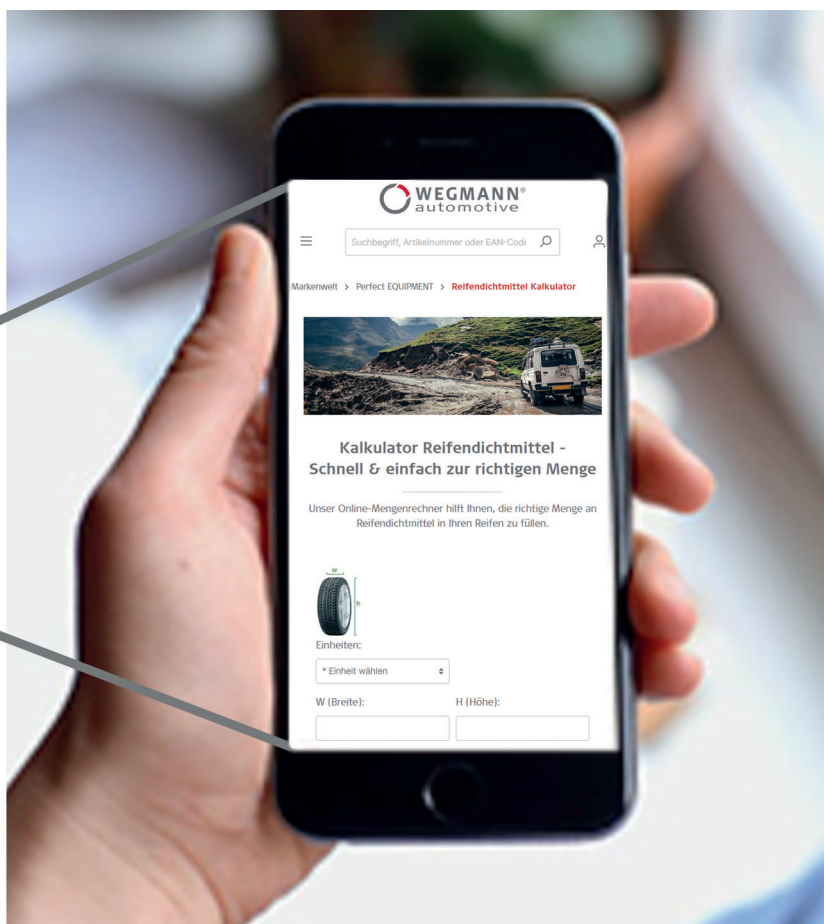 WEGMANN®
automotive
Suchbegriff, Artikelnummer oder EAN-Code
Markenwelt > Perfect EQUIPMENT > Reifendichtmittel Kalkulator
Kalkulator Reifendichtmittel -
Schnell & einfach zur richtigen Menge
Unser Online-Mengenrechner hilft Ihnen, die richtige Menge an
Reifendichtmittel in Ihren Reifen zu füllen.
w
h
Einheiten:
* Einheit wählen
W (Breite): H (Höhe):